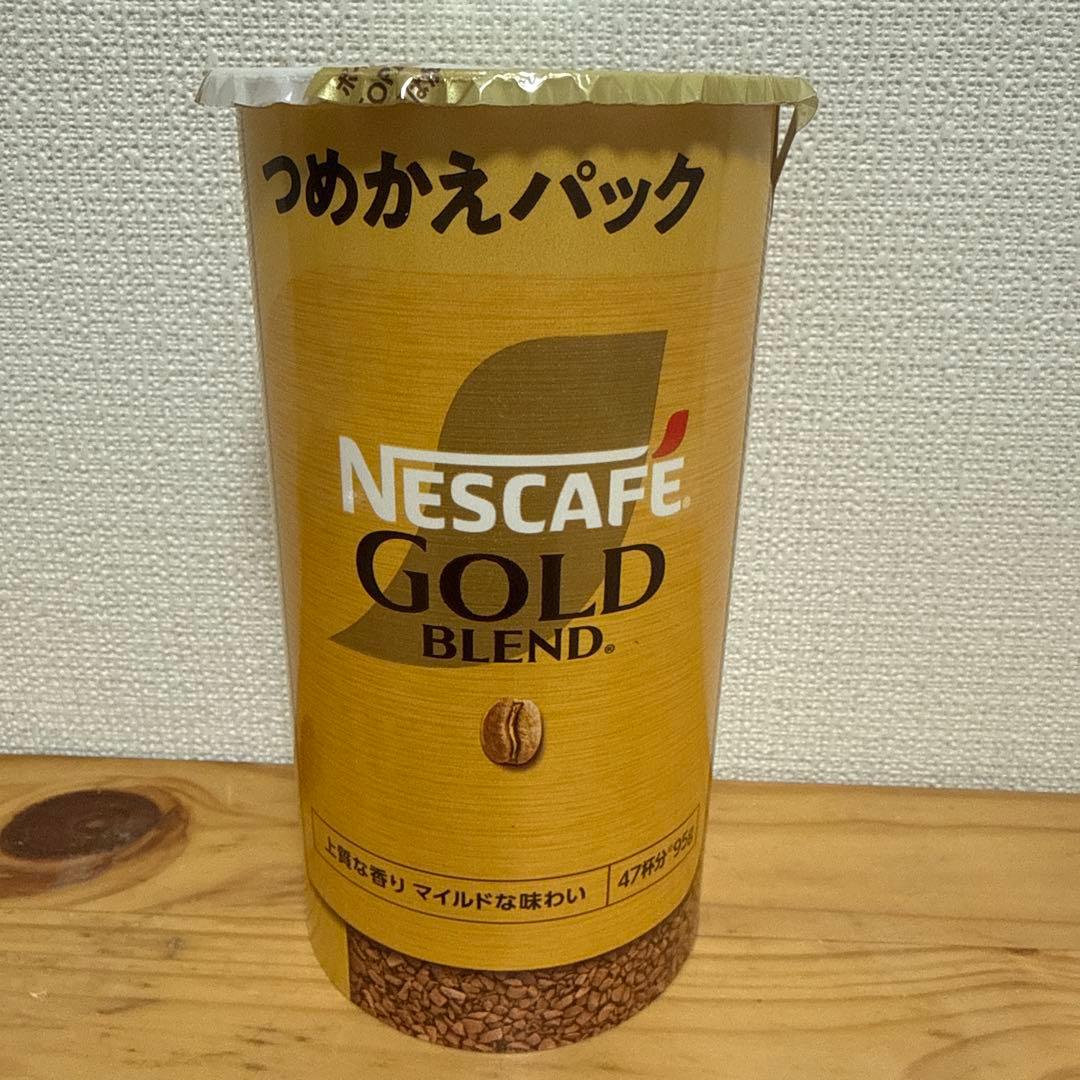 つめかえパック
NESCAFÉ®
GOLD
BLEND®
上質な香り マイルドな味わい
47杯分※95g